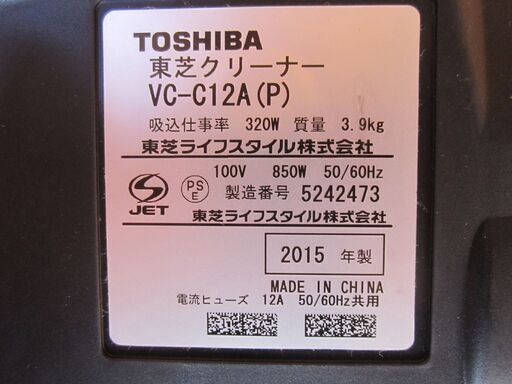 TOSHIBA
東芝クリーナー
VC-C12A(P)
吸込仕事率 320W 質量 3.9kg
東芝ライフスタイル株式会社
100V 850W 50/60Hz
PS
E
JET
製造番号 5242473
東芝ライフスタイル株式会社
2015 年製
MADE IN CHINA
電流ヒューズ 12A 50/60Hz共用